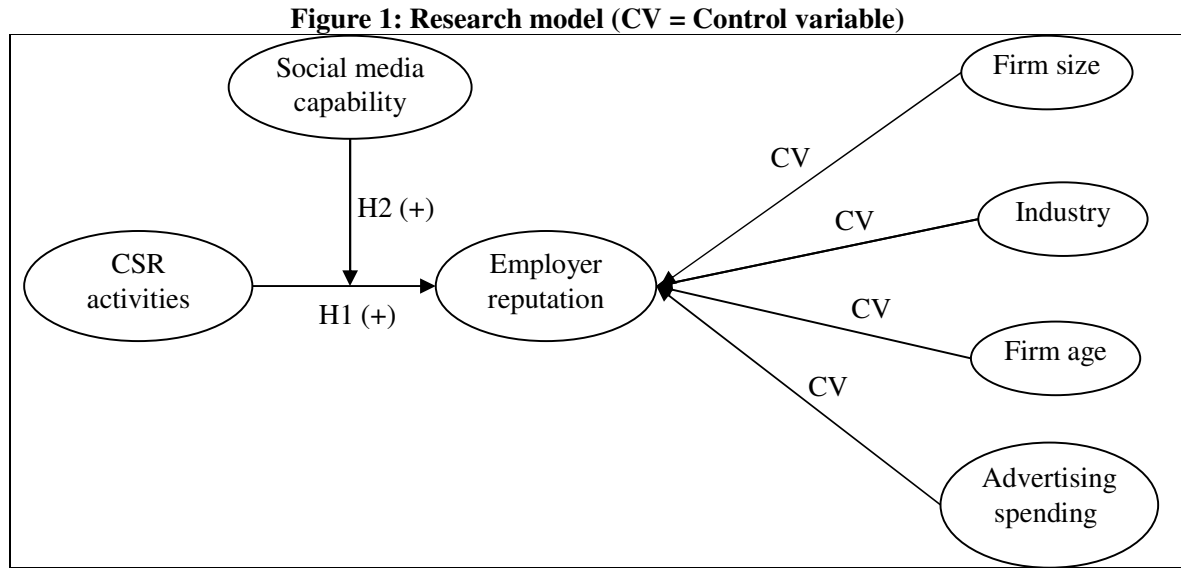 Figure 1: Research model (CV = Control variable)
Social media
capability
H2 (+)
CSR
activities
H1 (+)
Employer
reputation
CV
Firm size
CV
Industry
CV
Firm age
CV
Advertising
spending